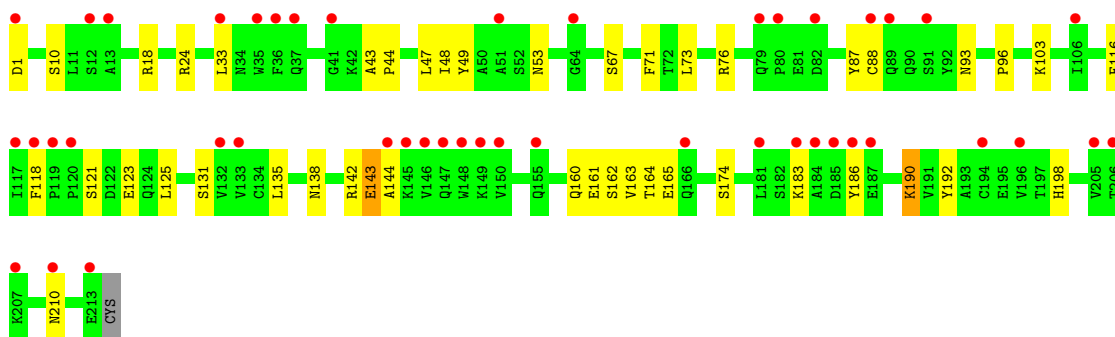 D1 S10 L11 S12 A13 R18 R24 L33 N34 W35 F36 Q37 G41 K42 A43 P44 L47 I48 Y49 A50 A51 S52 N53 G64 S67 F71 T72 L73 R76 Q79 P80 E81 D82 Y87 C88 Q89 Q90 S91 Y92 N93 P96 K103 I106
I117 F118 P119 P120 S121 D122 E123 Q124 L125 S131 V132 V133 C134 L135 N138 R142 E143 A144 K145 V146 Q147 W148 K149 V150 Q155 Q160 E161 S162 V163 T164 E165 Q166 S174 L181 S182 K183 A184 D185 Y186 E187 K190 V191 Y192 A193 C194 E195 V196 T197 H198 V205
K207 N210 E213 CYS